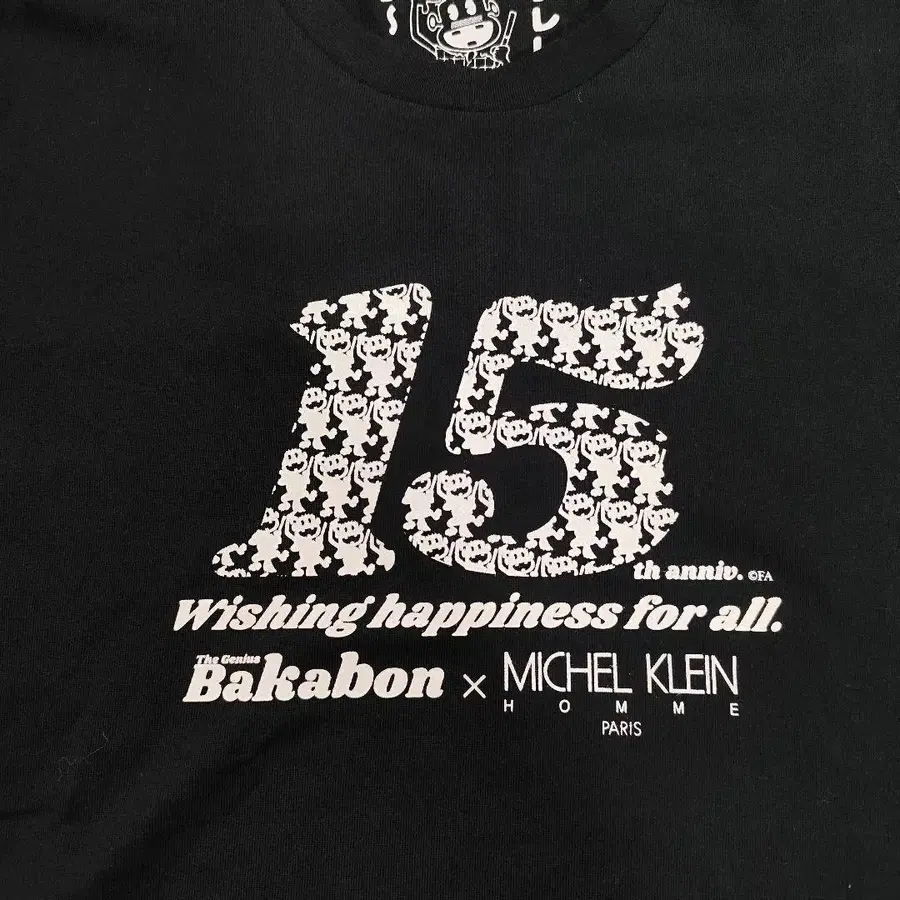 15
th anniv. ©FA
Wishing happiness for all.
The Genius
Bakabon × MICHEL KLEIN
HOMME
PARIS